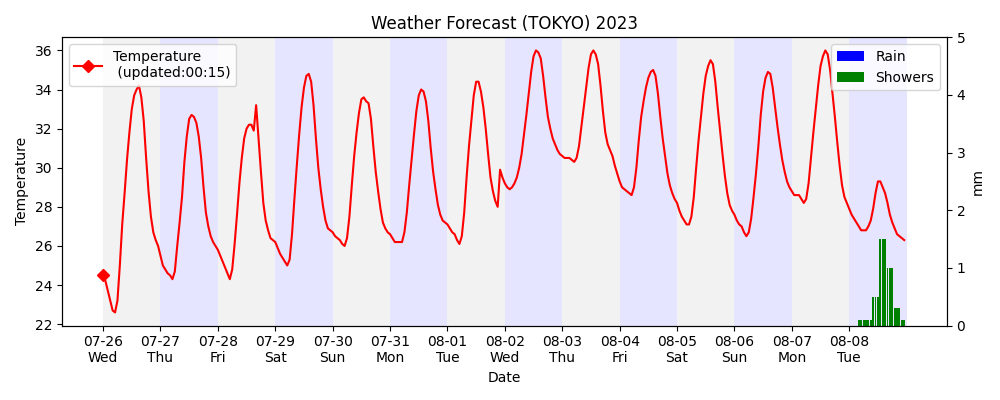 Weather Forecast (TOKYO) 2023
Temperature
(updated:00:15)
Rain
Showers
Temperature
36
34
32
30
28
26
24
22
5
4
3
2
1
0
mm
07-26 07-27 07-28 07-29 07-30 07-31 08-01 08-02 08-03 08-04 08-05 08-06 08-07 08-08
Wed Thu Fri Sat Sun Mon Tue Wed Thu Fri Sat Sun Mon Tue
Date